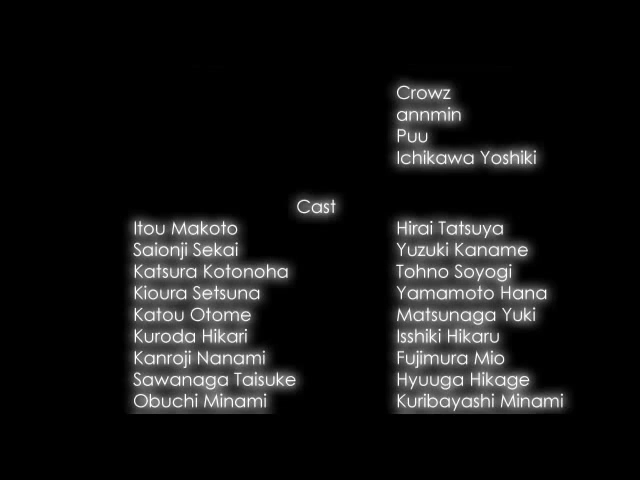 Crowz
annmin
Puu
Ichikawa Yoshiki
Cast
Itou Makoto Hirai Tatsuya
Saionji Sekai Yuzuki Kaname
Katsura Kotonoha Tohno Soyogi
Kioura Setsuna Yamamoto Hana
Katou Otome Matsunaga Yuki
Kuroda Hikari Isshiki Hikaru
Kanroji Nanami Fujimura Mio
Sawanaga Taisuke Hyuuga Hikage
Obuchi Minami Kuribayashi Minami